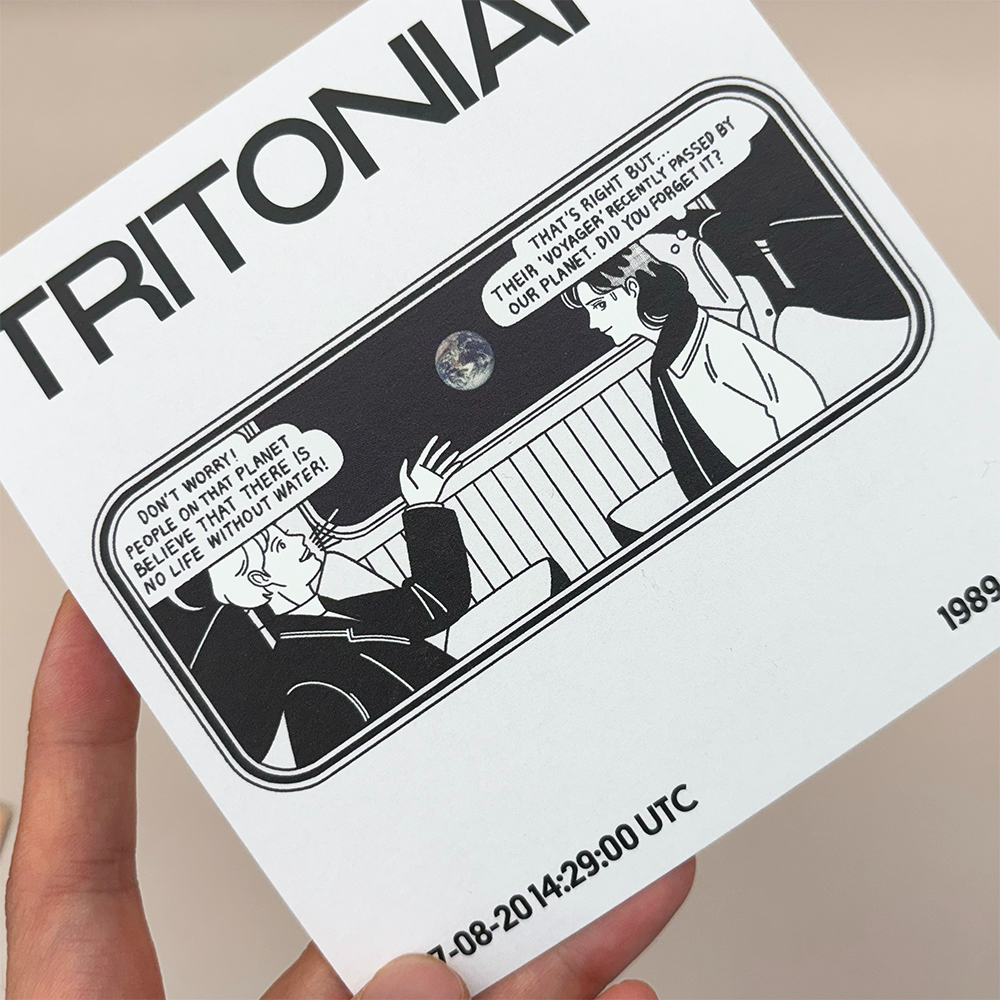 TRITONIA
DON'T WORRY!
PEOPLE ON THAT PLANET
BELIEVE THAT THERE IS
NO LIFE WITHOUT WATER!
THAT'S RIGHT BUT...
THEIR 'VOYAGER' RECENTLY PASSED BY
OUR PLANET. DID YOU FORGET IT?
1989
7-08-20 14:29:00 UTC